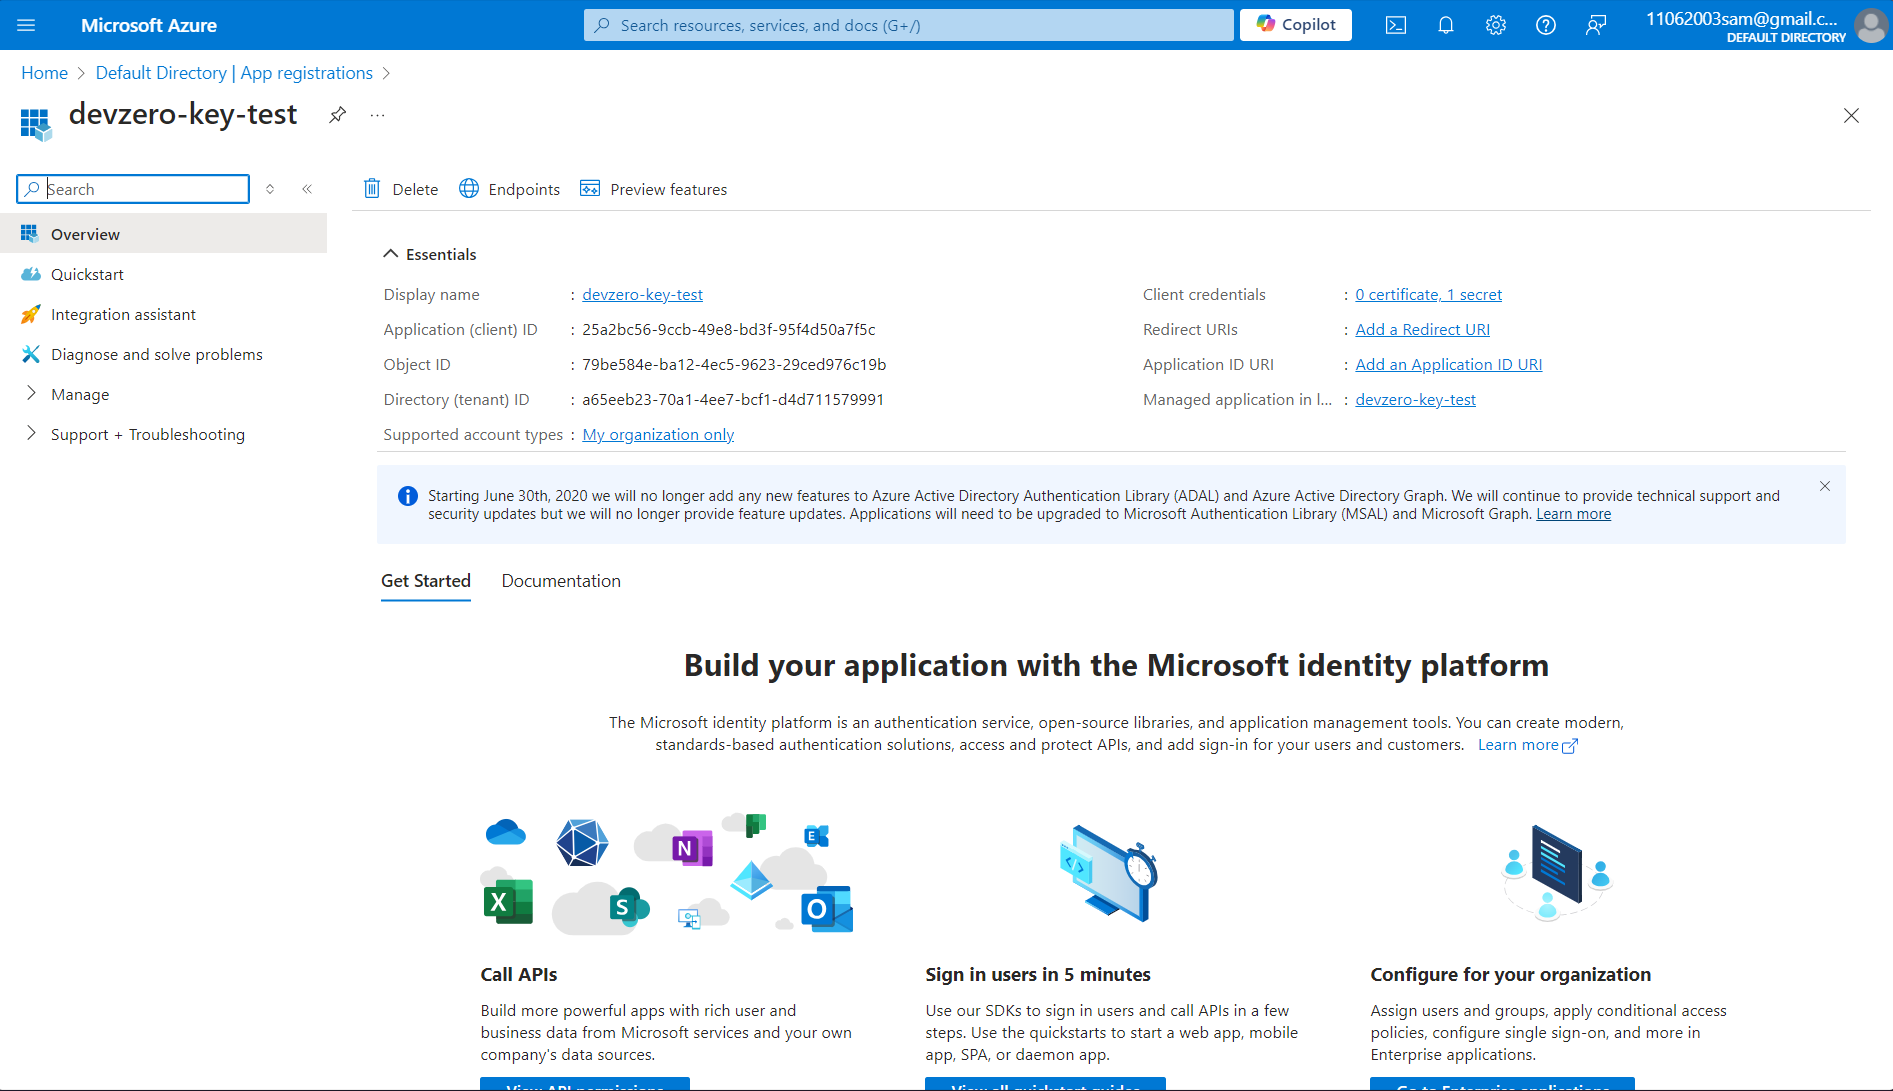 Microsoft Azure
Search resources, services, and docs (G+/)
Copilot
11062003sam@gmail.c...
DEFAULT DIRECTORY
Home > Default Directory | App registrations >
devzero-key-test
...
Search
Overview
Quickstart
Integration assistant
Diagnose and solve problems
Manage
Support + Troubleshooting
Delete
Endpoints
Preview features
Essentials
Display name : devzero-key-test
Application (client) ID : 25a2bc56-9ccb-49e8-bd3f-95f4d50a7f5c
Object ID : 79be584e-ba12-4ec5-9623-29ced976c19b
Directory (tenant) ID : a65eeb23-70a1-4ee7-bcf1-d4d711579991
Supported account types : My organization only
Client credentials : 0 certificate, 1 secret
Redirect URIs : Add a Redirect URI
Application ID URI : Add an Application ID URI
Managed application in l... : devzero-key-test
Starting June 30th, 2020 we will no longer add any new features to Azure Active Directory Authentication Library (ADAL) and Azure Active Directory Graph. We will continue to provide technical support and
security updates but we will no longer provide feature updates. Applications will need to be upgraded to Microsoft Authentication Library (MSAL) and Microsoft Graph. Learn more
Get Started
Documentation
Build your application with the Microsoft identity platform
The Microsoft identity platform is an authentication service, open-source libraries, and application management tools. You can create modern,
standards-based authentication solutions, access and protect APIs, and add sign-in for your users and customers. Learn more
N
E
X
S
O
Call APIs
Build more powerful apps with rich user and
business data from Microsoft services and your own
company's data sources.
View API permissions
Sign in users in 5 minutes
Use our SDKs to sign in users and call APIs in a few
steps. Use the quickstarts to start a web app, mobile
app, SPA, or daemon app.
View all quickstart guides
Configure for your organization
Assign users and groups, apply conditional access
policies, configure single sign-on, and more in
Enterprise applications.
Go to Enterprise applications